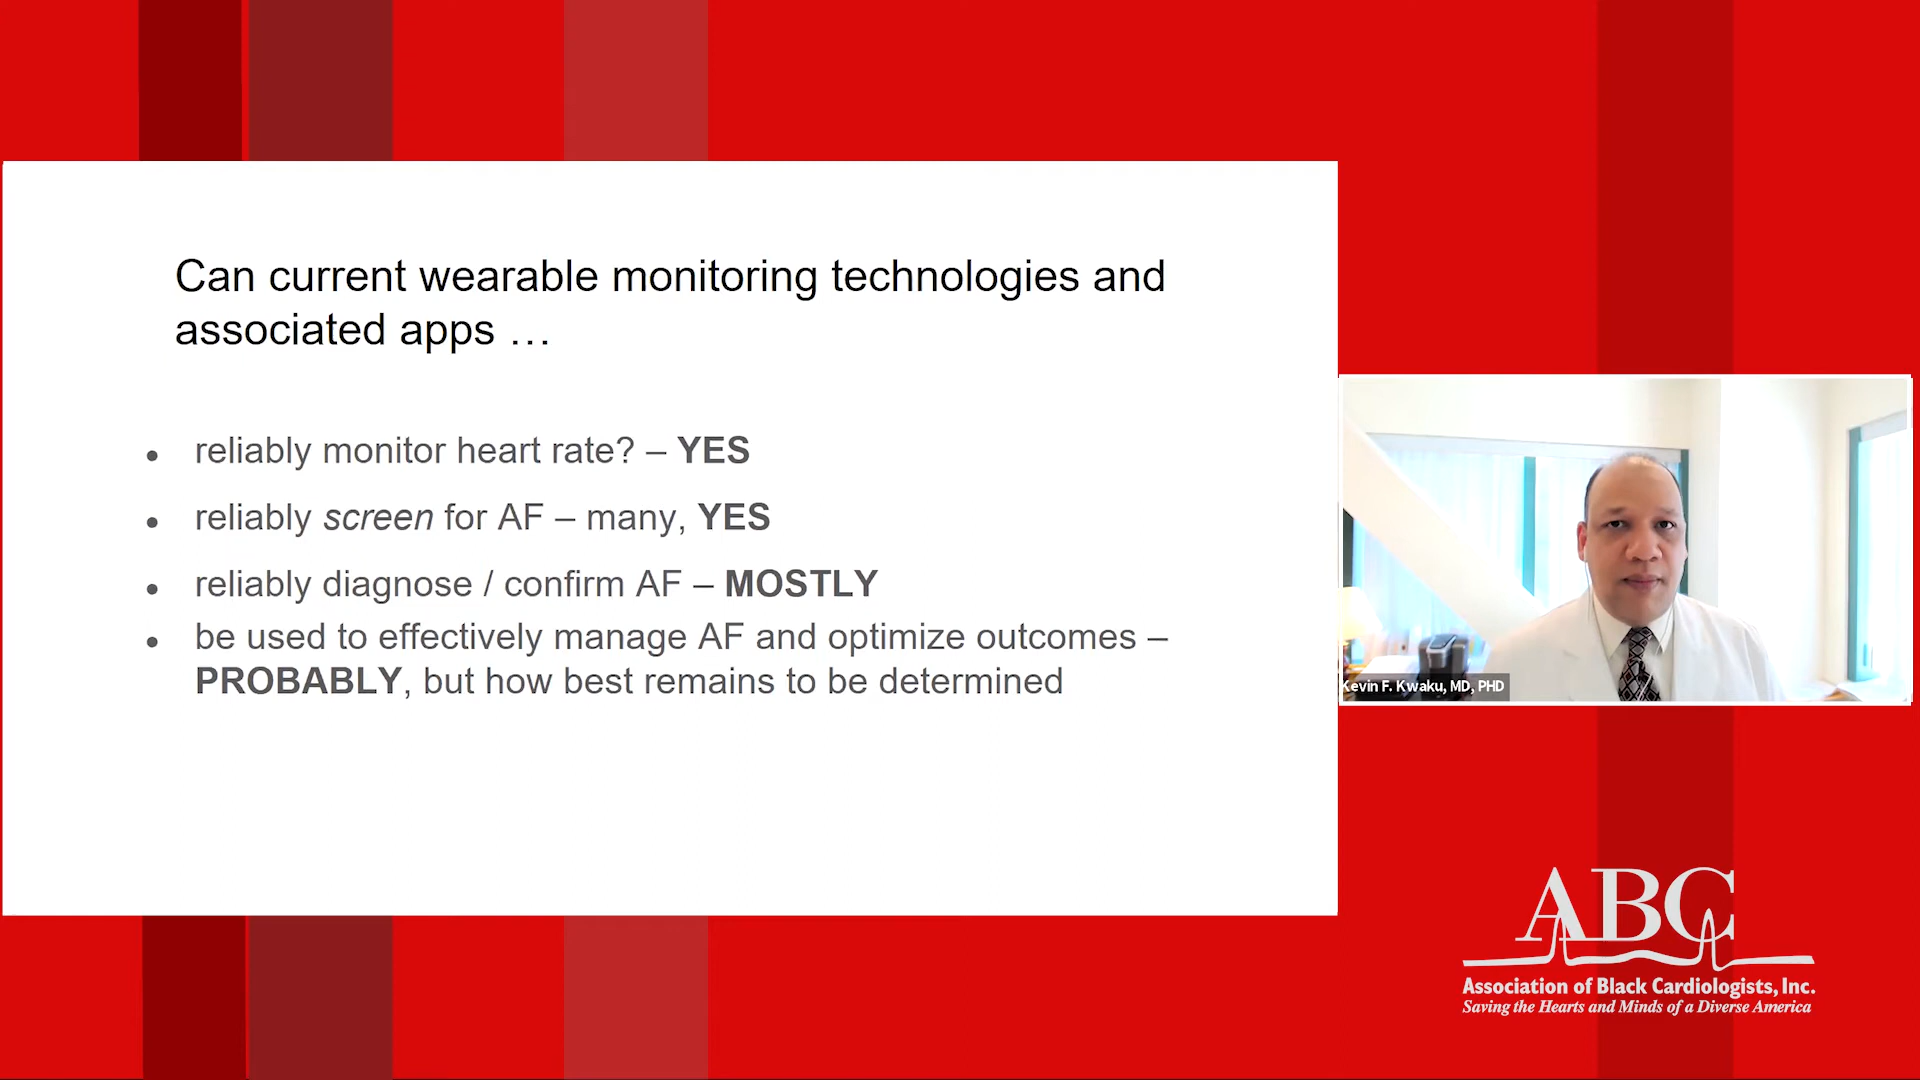 Can current wearable monitoring technologies and
associated apps …
• reliably monitor heart rate? – YES
• reliably screen for AF – many, YES
• reliably diagnose / confirm AF – MOSTLY
• be used to effectively manage AF and optimize outcomes –
PROBABLY, but how best remains to be determined
Kevin F. Kwaku, MD, PHD
ABC
Association of Black Cardiologists, Inc.
Saving the Hearts and Minds of a Diverse America